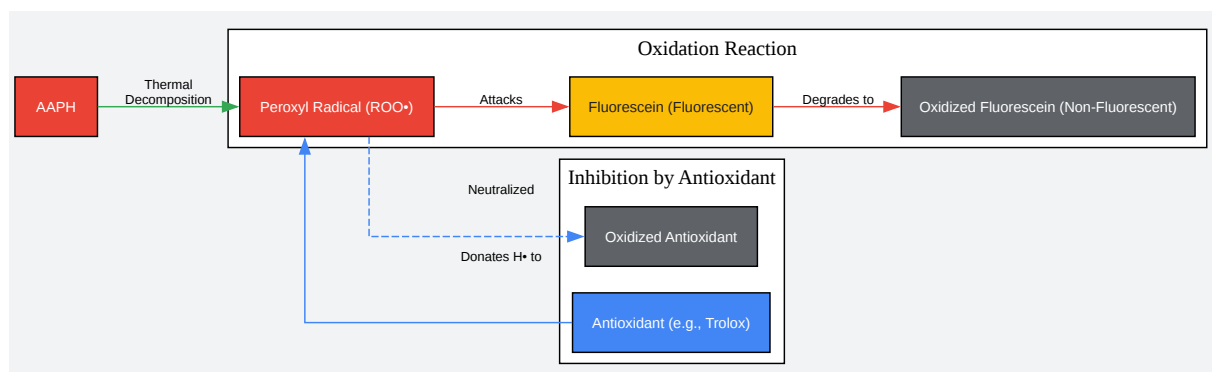 Oxidation Reaction
AAPH
Thermal
Decomposition
Peroxyl Radical (ROO•)
Attacks
Fluorescein (Fluorescent)
Degrades to
Oxidized Fluorescein (Non-Fluorescent)
Inhibition by Antioxidant
Neutralized
Oxidized Antioxidant
Donates H• to
Antioxidant (e.g., Trolox)